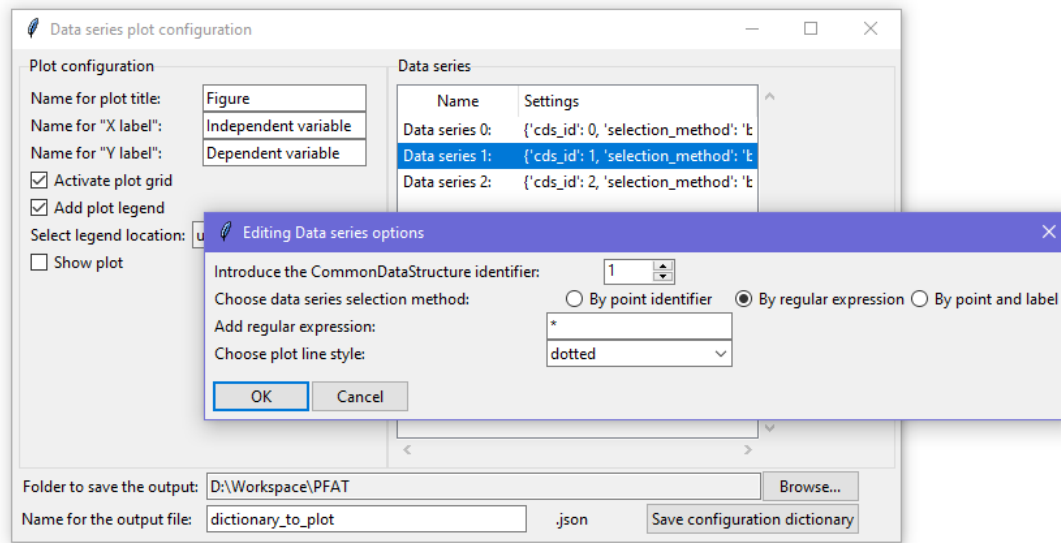 Data series plot configuration
Plot configuration
Name for plot title: Figure
Name for "X label": Independent variable
Name for "Y label": Dependent variable
Activate plot grid
Add plot legend
Select legend location: u
Show plot
Data series
Name Settings
Data series 0: {'cds_id': 0, 'selection_method': 'b
Data series 1: {'cds_id': 1, 'selection_method': 'b
Data series 2: {'cds_id': 2, 'selection_method': 'b
Editing Data series options
Introduce the CommonDataStructure identifier: 1
Choose data series selection method: By point identifier By regular expression By point and label
Add regular expression: *
Choose plot line style: dotted
OK Cancel
Folder to save the output: D:\Workspace\PFAT Browse...
Name for the output file: dictionary_to_plot .json Save configuration dictionary